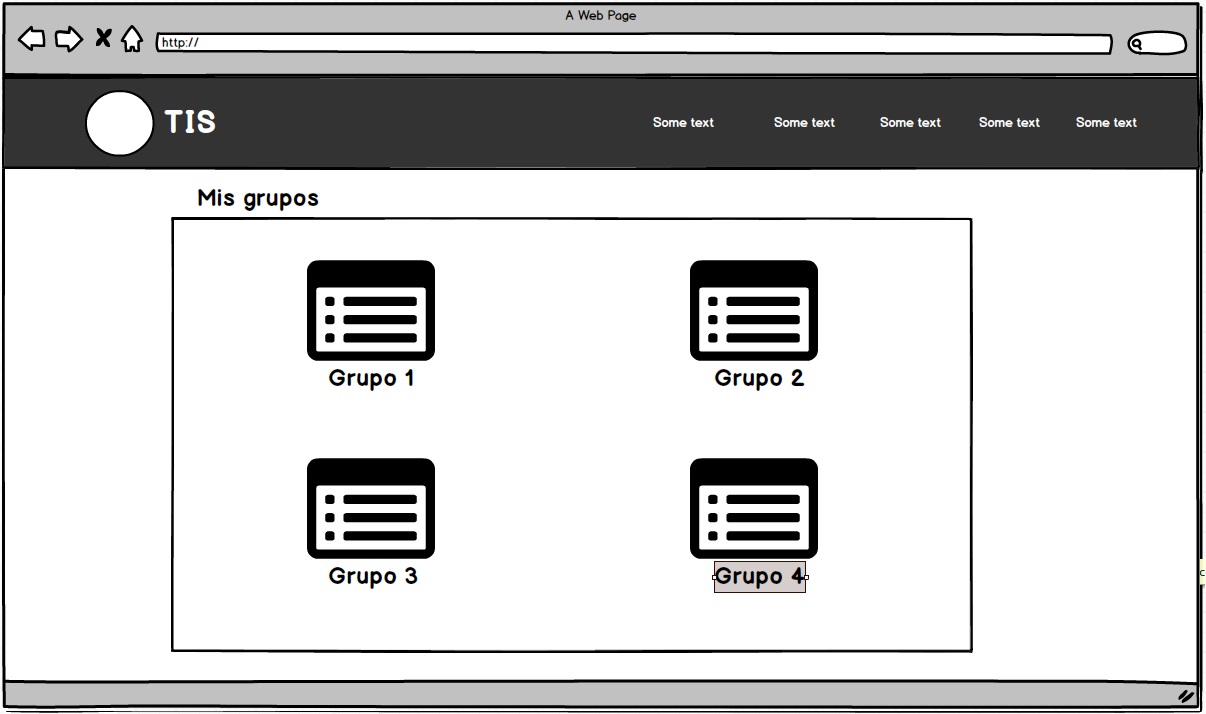 A Web Page
http://
TIS
Some text Some text Some text Some text Some text
Mis grupos
Grupo 1 Grupo 2
Grupo 3 Grupo 4